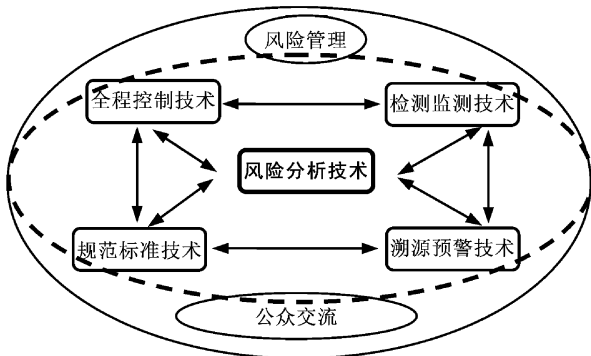 风险管理
全程控制技术
检测监测技术
风险分析技术
规范标准技术
溯源预警技术
公众交流